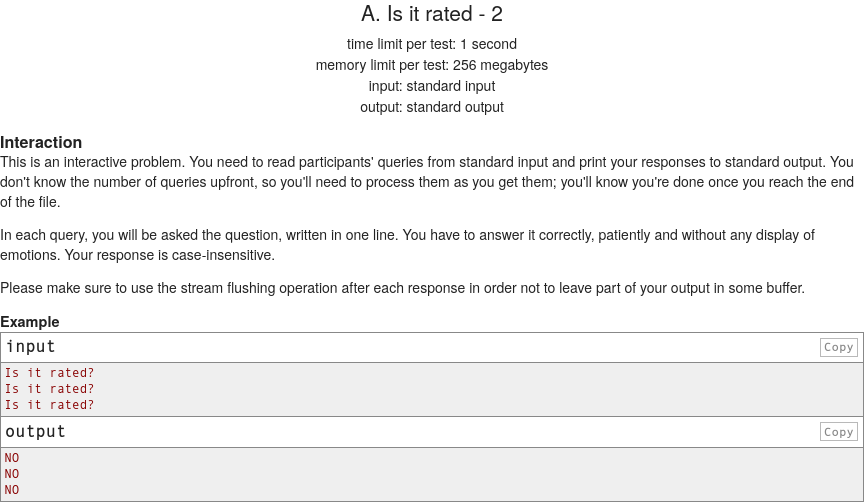 A. Is it rated - 2
time limit per test: 1 second
memory limit per test: 256 megabytes
input: standard input
output: standard output
Interaction
This is an interactive problem. You need to read participants' queries from standard input and print your responses to standard output. You
don't know the number of queries upfront, so you'll need to process them as you get them; you'll know you're done once you reach the end
of the file.
In each query, you will be asked the question, written in one line. You have to answer it correctly, patiently and without any display of
emotions. Your response is case-insensitive.
Please make sure to use the stream flushing operation after each response in order not to leave part of your output in some buffer.
Example
input Copy
Is it rated?
Is it rated?
Is it rated?
output Copy
NO
NO
NO